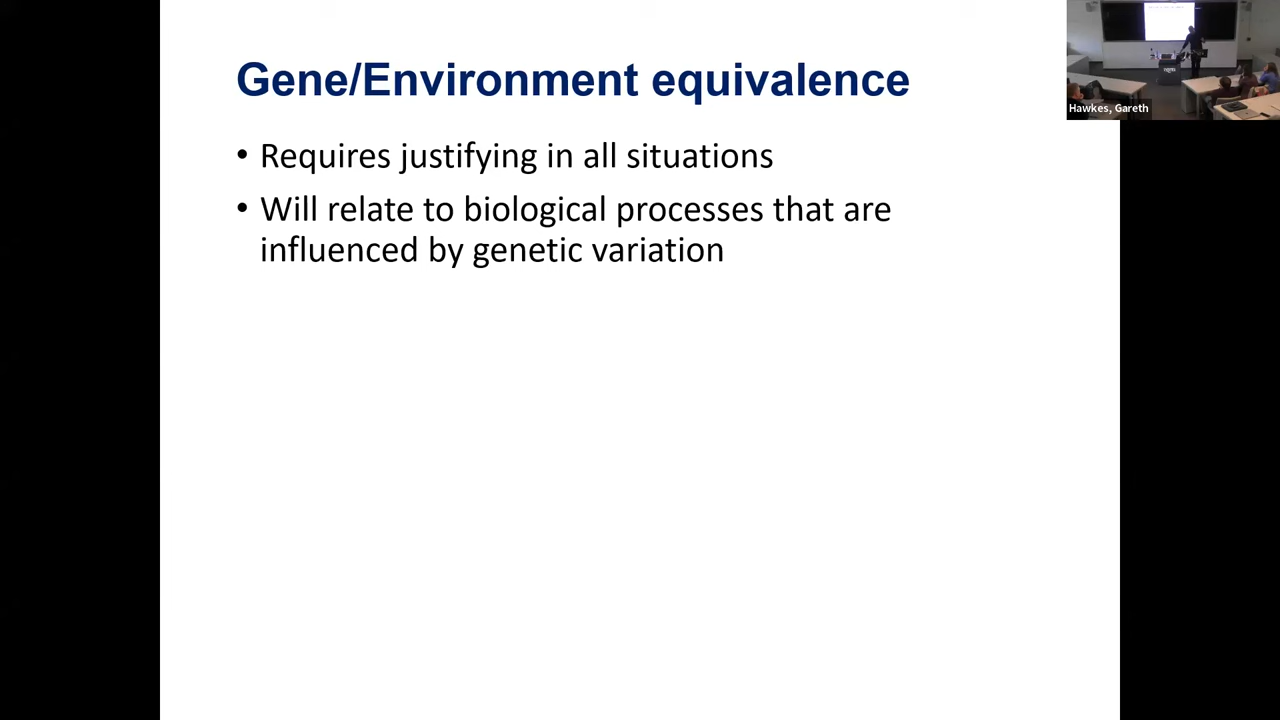 Gene/Environment equivalence
• Requires justifying in all situations
• Will relate to biological processes that are
influenced by genetic variation
Hawkes, Gareth